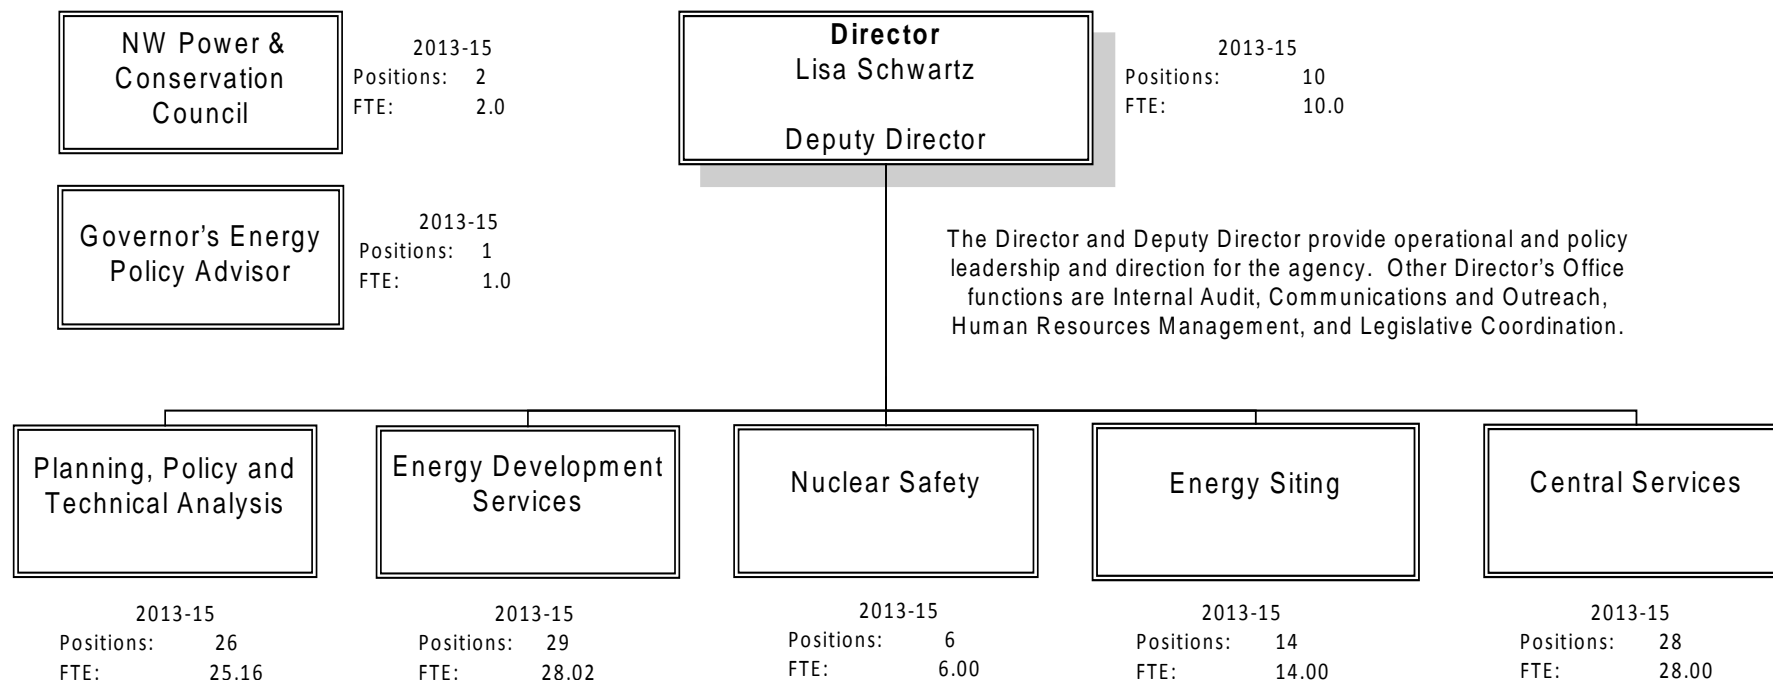 NW Power &
Conservation
Council
2013-15
Positions: 2
FTE: 2.0
Director
Lisa Schwartz
Deputy Director
2013-15
Positions: 10
FTE: 10.0
Governor's Energy
Policy Advisor
2013-15
Positions: 1
FTE: 1.0
The Director and Deputy Director provide operational and policy
leadership and direction for the agency. Other Director's Office
functions are Internal Audit, Communications and Outreach,
Human Resources Management, and Legislative Coordination.
Planning, Policy and
Technical Analysis
2013-15
Positions: 26
FTE: 25.16
Energy Development
Services
2013-15
Positions: 29
FTE: 28.02
Nuclear Safety
2013-15
Positions: 6
FTE: 6.00
Energy Siting
2013-15
Positions: 14
FTE: 14.00
Central Services
2013-15
Positions: 28
FTE: 28.00